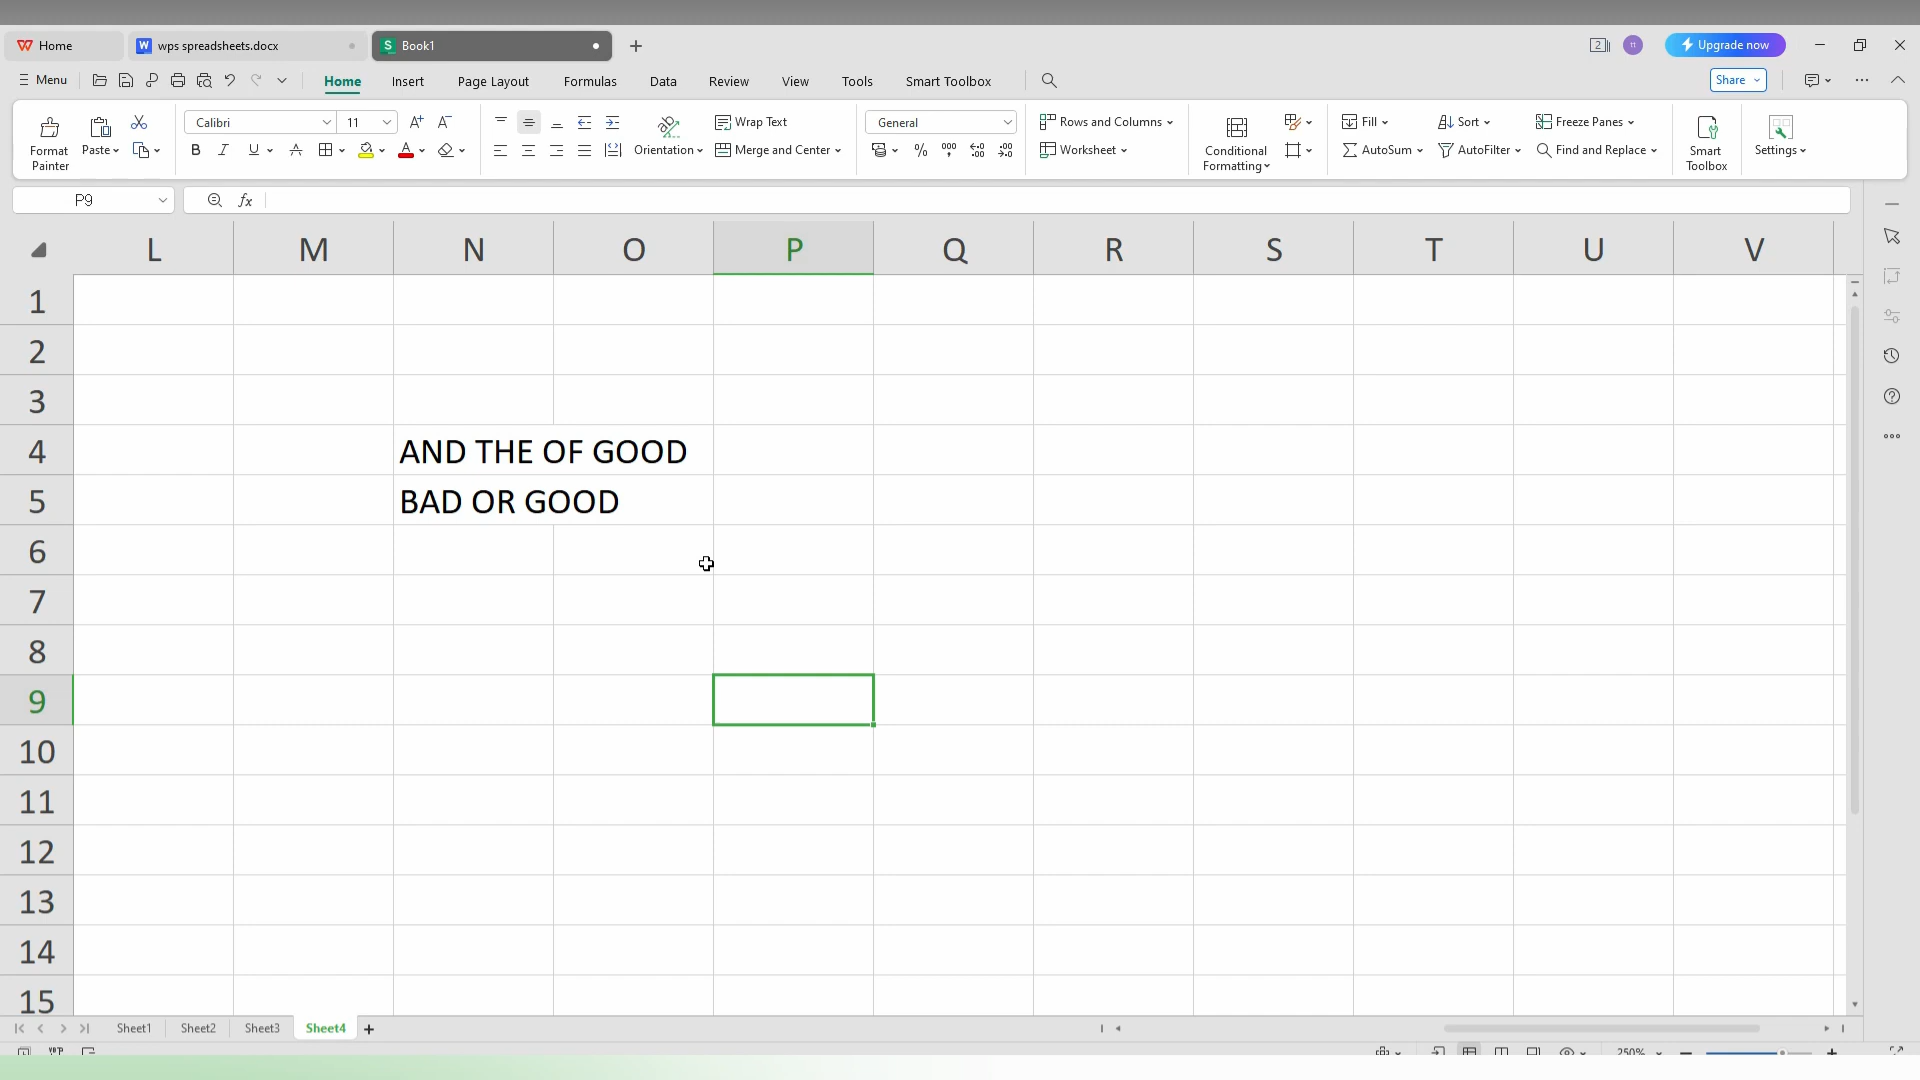 Home
wps spreadsheets.docx
Book1
Upgrade now
Menu
Home
Insert
Page Layout
Formulas
Data
Review
View
Tools
Smart Toolbox
Share
Format Painter
Paste
Calibri
11
Orientation
Wrap Text
Merge and Center
General
Rows and Columns
Worksheet
Conditional Formatting
Fill
AutoSum
Sort
AutoFilter
Freeze Panes
Find and Replace
Smart Toolbox
Settings
P9
fx
L M N O P Q R S T U V
1
2
3
4 AND THE OF GOOD
5 BAD OR GOOD
6
7
8
9
10
11
12
13
14
15
Sheet1
Sheet2
Sheet3
Sheet4
250%